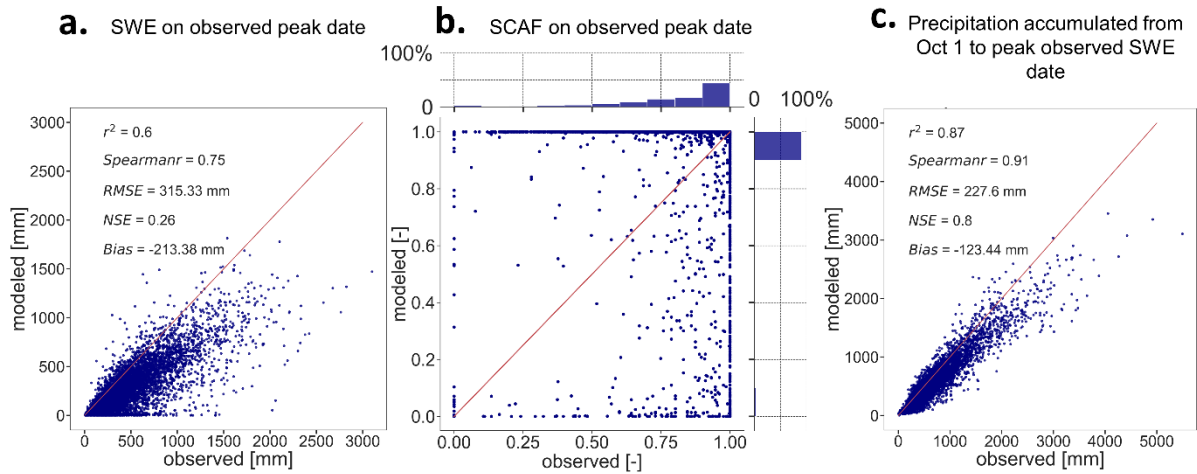 a.
SWE on observed peak date
3000
2500
2000
1500
1000
500
0
modeled [mm]
r² = 0.6
Spearmanr = 0.75
RMSE = 315.33 mm
NSE = 0.26
Bias = -213.38 mm
0 500 1000 1500 2000 2500 3000
observed [mm]
b.
SCAF on observed peak date
100%
0
0 100%
1.0
0.8
0.6
0.4
0.2
0.0
modeled [-]
0.00 0.25 0.50 0.75 1.00
observed [-]
c.
Precipitation accumulated from
Oct 1 to peak observed SWE
date
5000
4000
3000
2000
1000
0
modeled [mm]
r² = 0.87
Spearmanr = 0.91
RMSE = 227.6 mm
NSE = 0.8
Bias = -123.44 mm
0 1000 2000 3000 4000 5000
observed [mm]